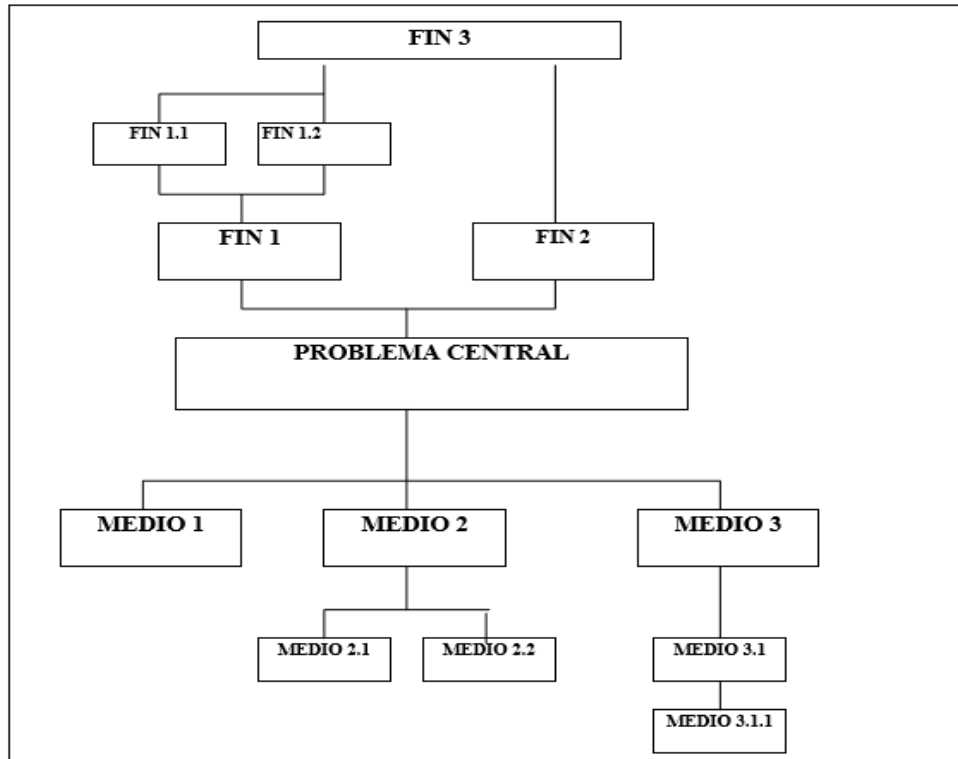 FIN 3
FIN 1.1
FIN 1.2
FIN 1
FIN 2
PROBLEMA CENTRAL
MEDIO 1
MEDIO 2
MEDIO 3
MEDIO 2.1
MEDIO 2.2
MEDIO 3.1
MEDIO 3.1.1